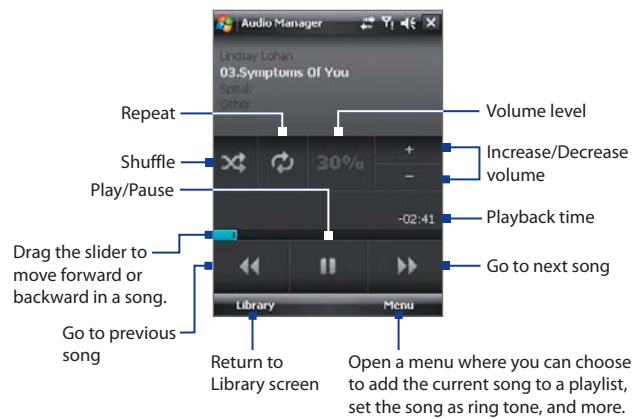 Audio Manager
Lindsay Lohan
03.Symptoms Of You
Speak
Other
Repeat
Volume level
Shuffle
30%
+
−
Increase/Decrease
volume
Play/Pause
-02:41
Playback time
Drag the slider to
move forward or
backward in a song.
Go to next song
Go to previous
song
Library
Menu
Return to
Library screen
Open a menu where you can choose
to add the current song to a playlist,
set the song as ring tone, and more.